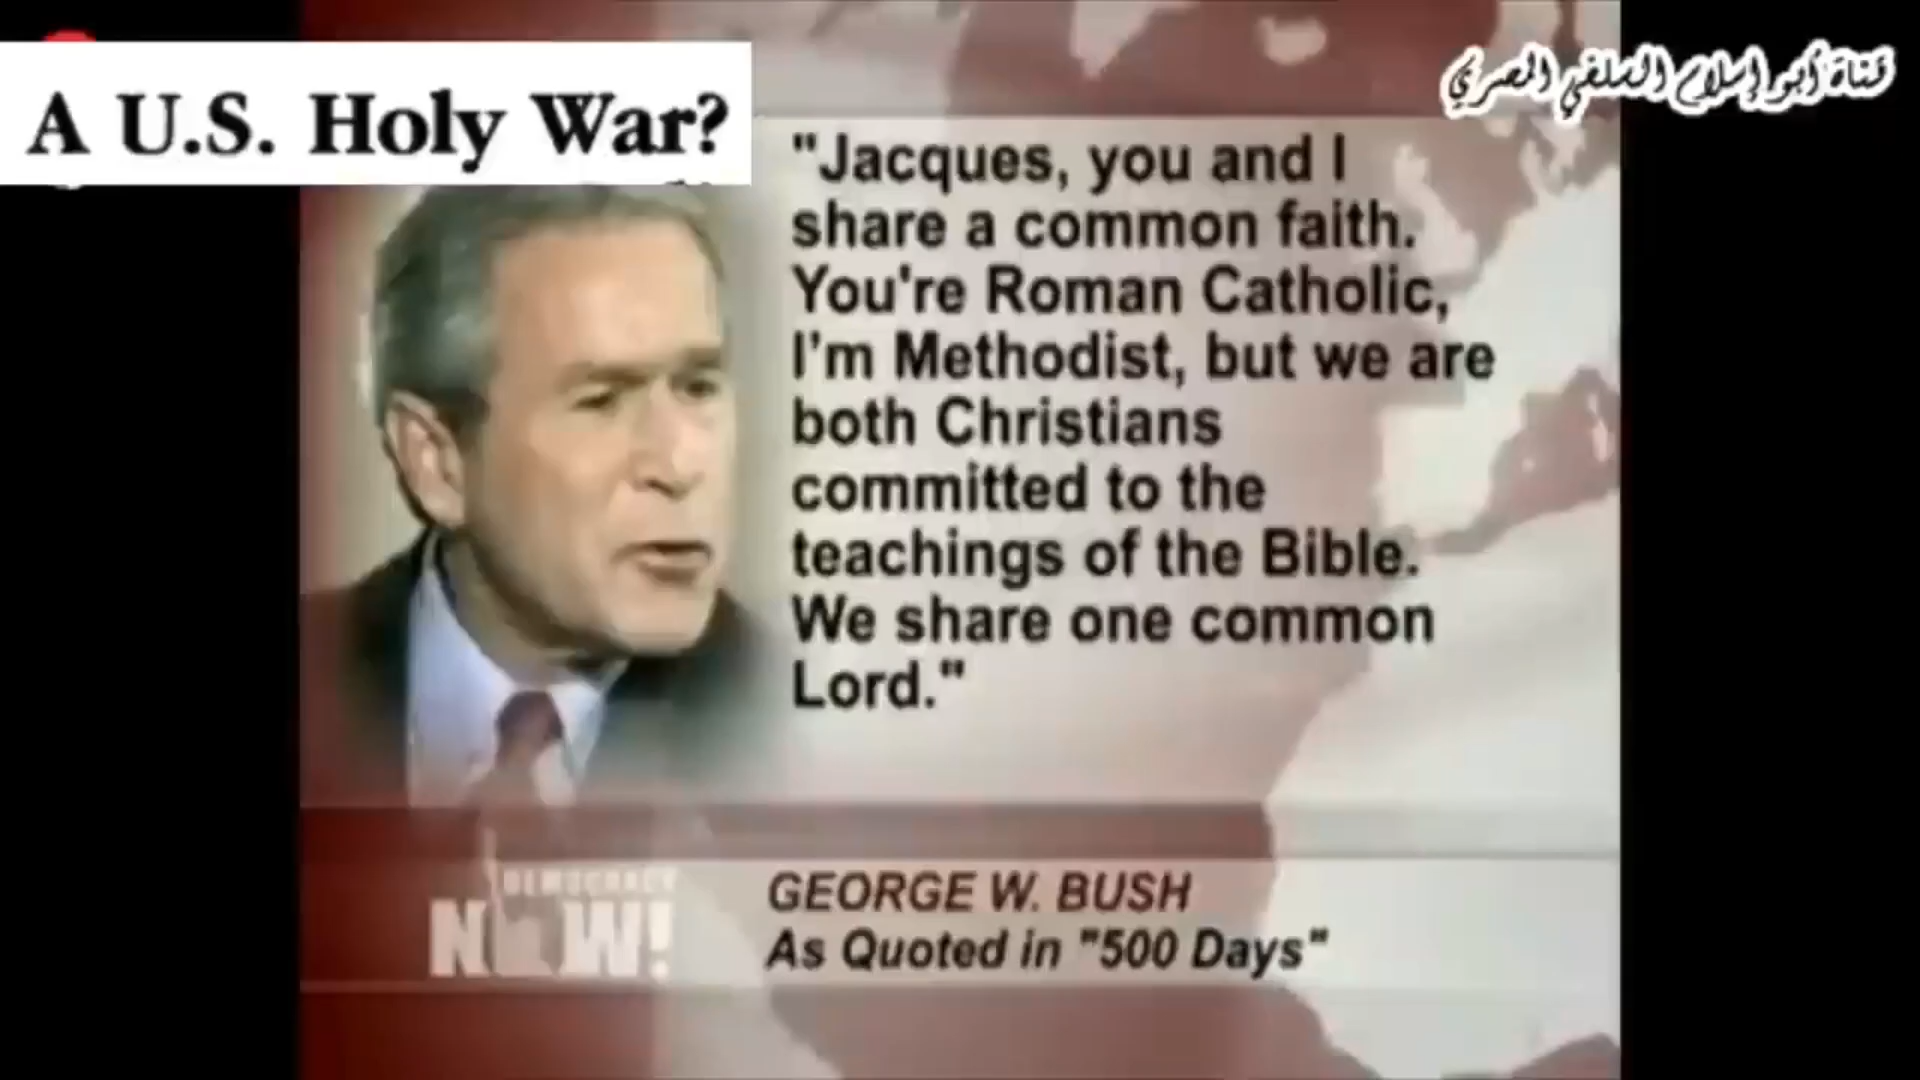 A U.S. Holy War?
قناة أبو إسلام السلفي المصري
"Jacques, you and I
share a common faith.
You're Roman Catholic,
I'm Methodist, but we are
both Christians
committed to the
teachings of the Bible.
We share one common
Lord."
DEMOCRACY
NOW!
GEORGE W. BUSH
As Quoted in "500 Days"